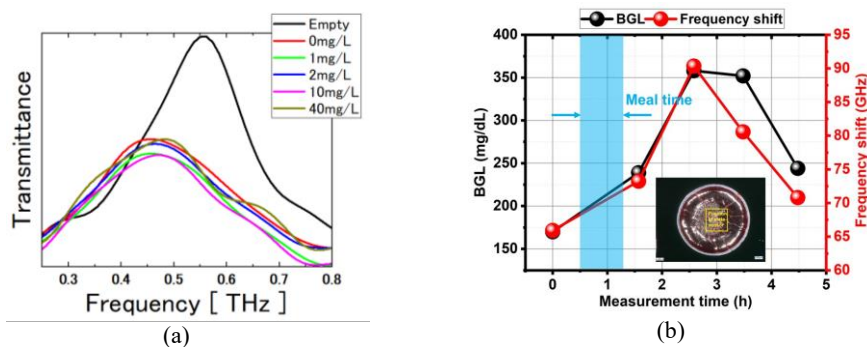 Empty
0mg/L
1mg/L
2mg/L
10mg/L
40mg/L
Transmittance
0.3 0.4 0.5 0.6 0.7 0.8
Frequency [ THz ]
(a)
BGL Frequency shift
400
350
300
250
200
150
BGL (mg/dL)
Meal time
95
90
85
80
75
70
65
60
Frequency shift (GHz)
0 1 2 3 4 5
Measurement time (h)
(b)